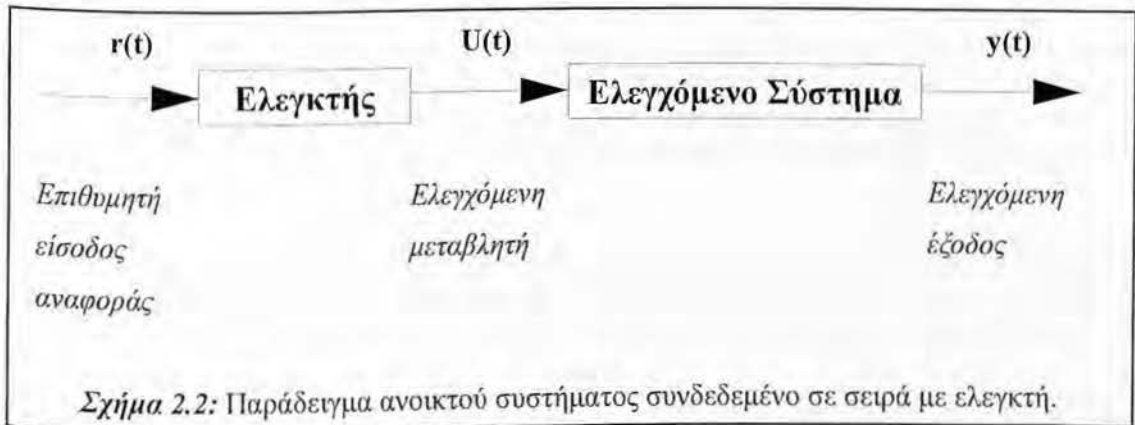 r(t) U(t) y(t)
Ελεγκτής Ελεγχόμενο Σύστημα
Επιθυμητή Ελεγχόμενη Ελεγχόμενη
είσοδος μεταβλητή έξοδος
αναφοράς
Σχήμα 2.2: Παράδειγμα ανοικτού συστήματος συνδεδεμένο σε σειρά με ελεγκτή.